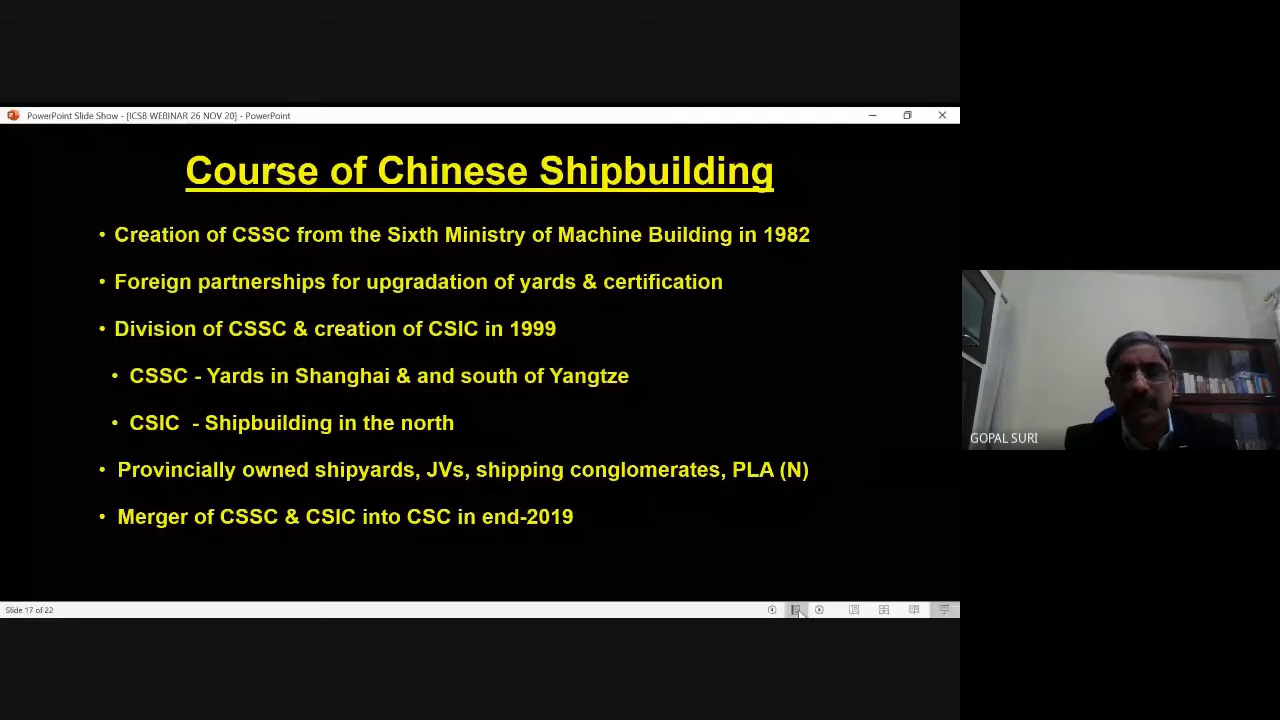 PowerPoint Slide Show - [ICSB WEBINAR 26 NOV 20] - PowerPoint
Course of Chinese Shipbuilding
• Creation of CSSC from the Sixth Ministry of Machine Building in 1982
• Foreign partnerships for upgradation of yards & certification
• Division of CSSC & creation of CSIC in 1999
• CSSC - Yards in Shanghai & and south of Yangtze
• CSIC - Shipbuilding in the north
• Provincially owned shipyards, JVs, shipping conglomerates, PLA (N)
• Merger of CSSC & CSIC into CSC in end-2019
GOPAL SURI
Slide 17 of 22